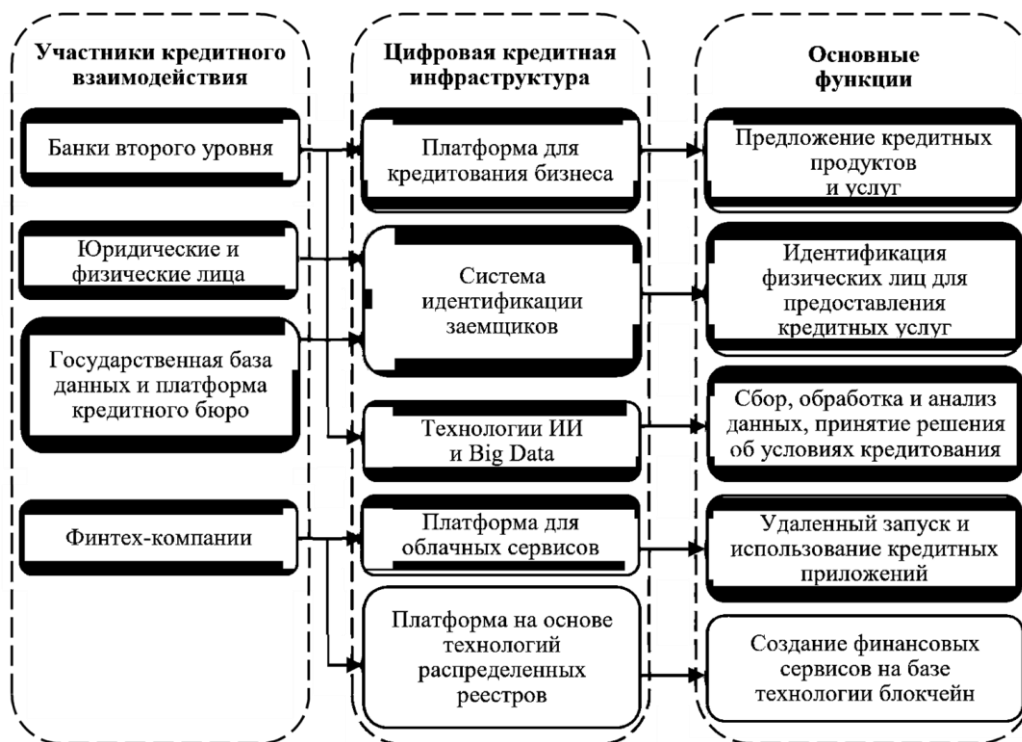 Участники кредитного
взаимодействия
Банки второго уровня
Юридические и
физические лица
Государственная база
данных и платформа
кредитного бюро
Финтех-компании
Цифровая кредитная
инфраструктура
Платформа для
кредитования бизнеса
Система
идентификации
заемщиков
Технологии ИИ
и Big Data
Платформа для
облачных сервисов
Платформа на основе
технологий
распределенных
реестров
Основные
функции
Предложение кредитных
продуктов
и услуг
Идентификация
физических лиц для
предоставления
кредитных услуг
Сбор, обработка и анализ
данных, принятие решения
об условиях кредитования
Удаленный запуск и
использование кредитных
приложений
Создание финансовых
сервисов на базе
технологии блокчейн